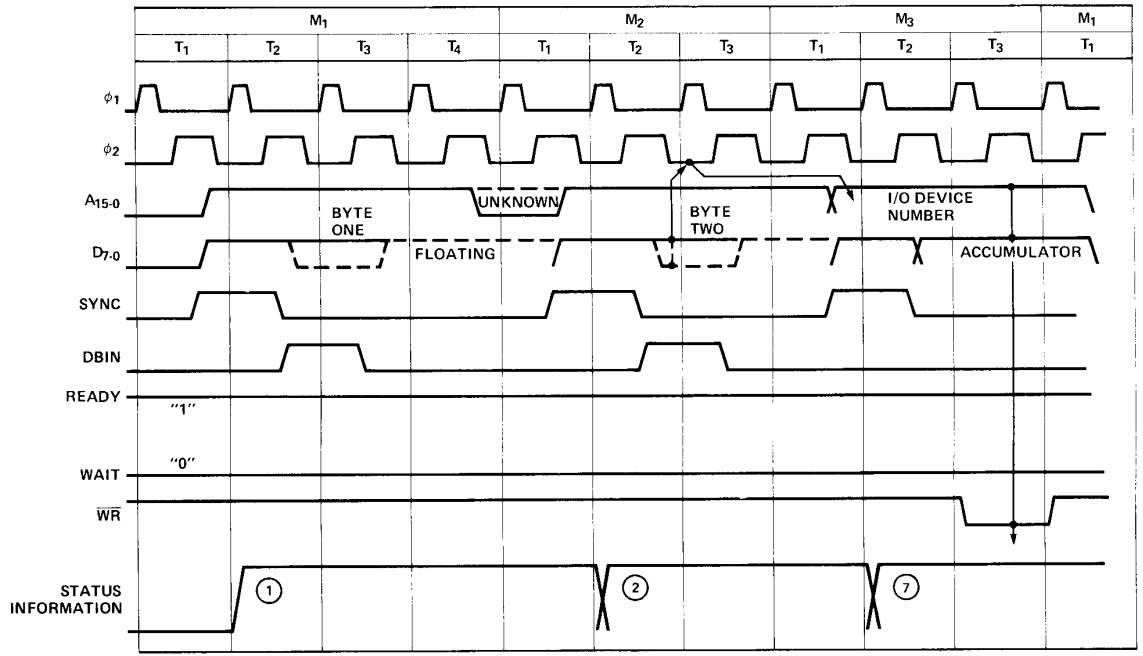 M1 M2 M3 M1
T1 T2 T3 T4 T1 T2 T3 T1 T2 T3 T1
ϕ1
ϕ2
A15-0
UNKNOWN
I/O DEVICE
NUMBER
BYTE
ONE
BYTE
TWO
D7-0
FLOATING
ACCUMULATOR
SYNC
DBIN
READY
"1"
WAIT
"0"
WR
STATUS
INFORMATION
1 2 7